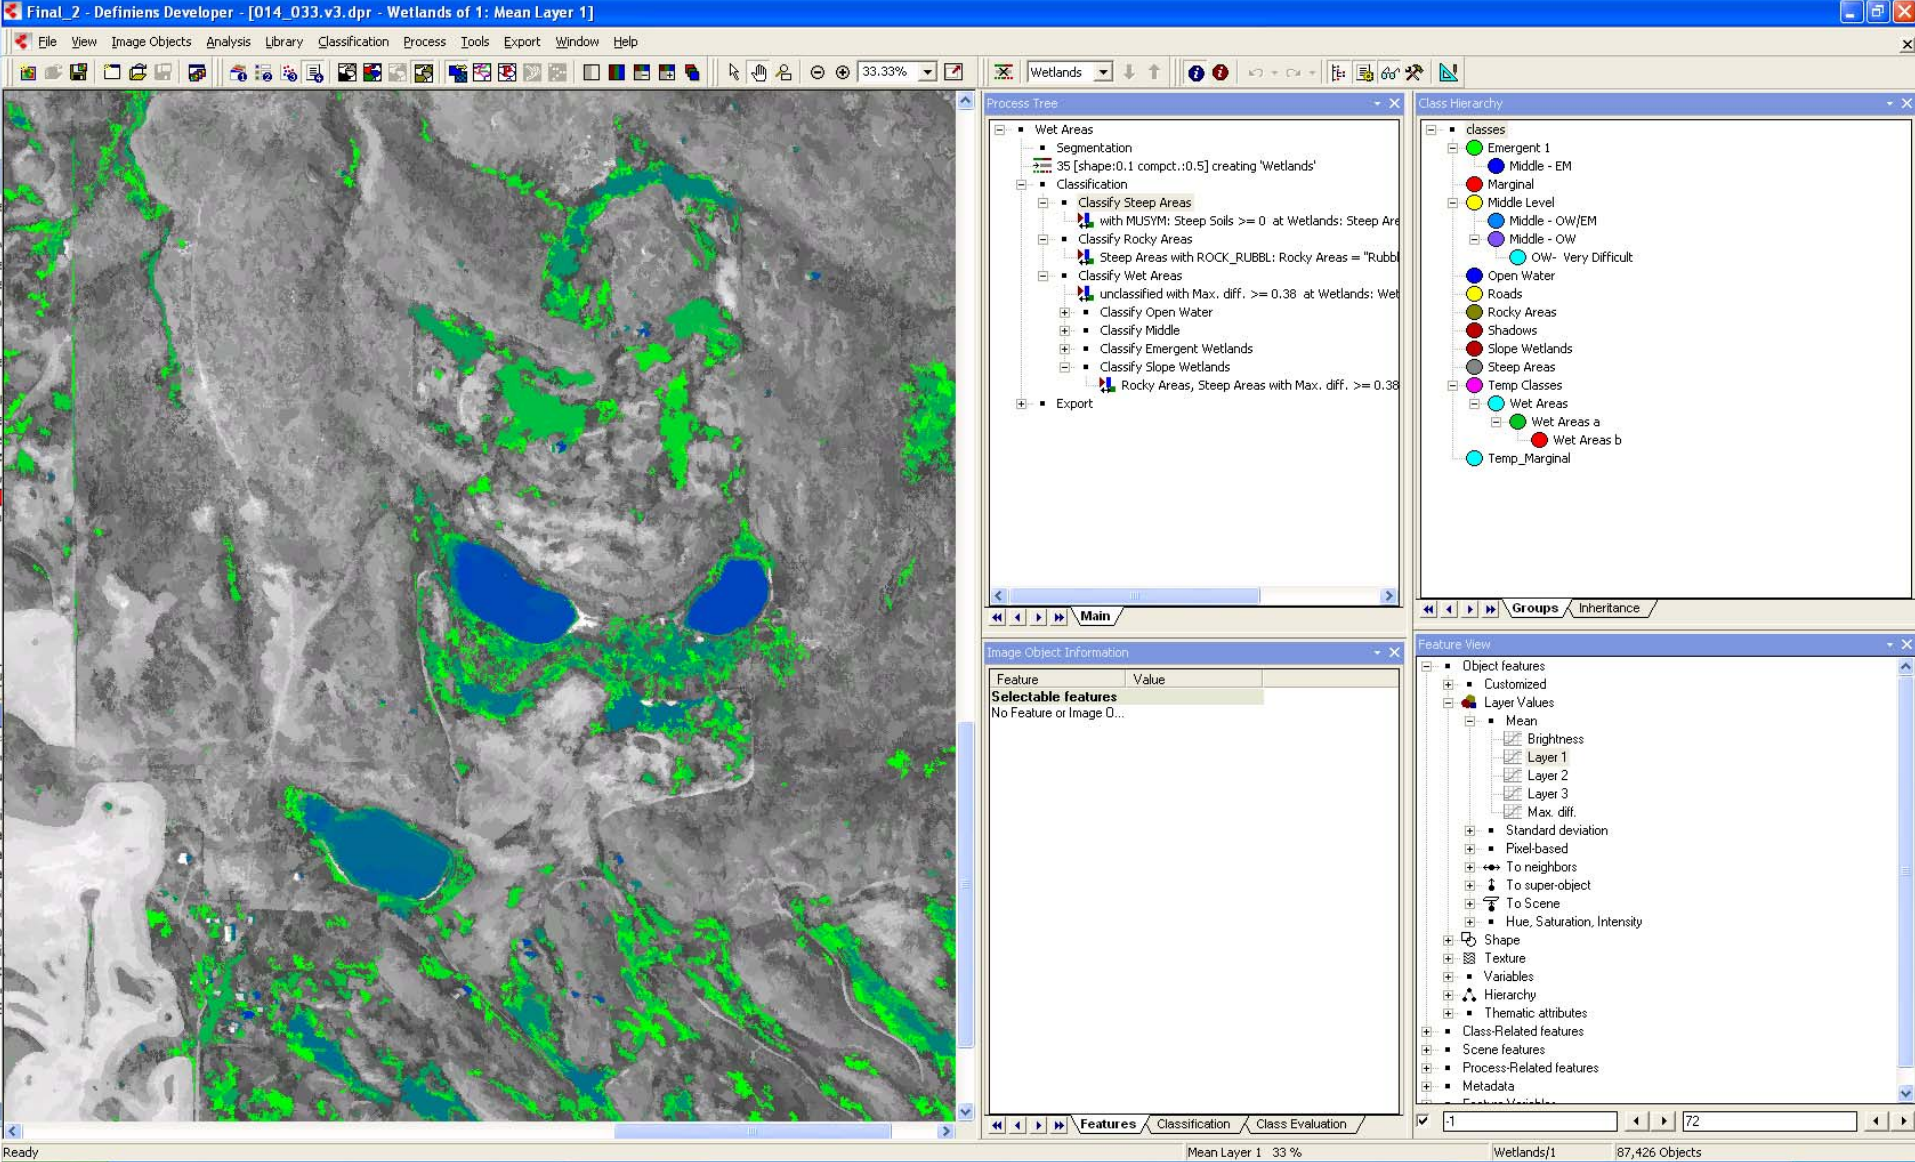 Final_2 - Definiens Developer - [014_033.v3.dpr - Wetlands of 1: Mean Layer 1]
File View Image Objects Analysis Library Classification Process Tools Export Window Help
33.33% Wetlands
Process Tree
Wet Areas
Segmentation
35 [shape:0.1 compct.:0.5] creating 'Wetlands'
Classification
Classify Steep Areas
with MUSYM: Steep Soils >= 0 at Wetlands: Steep Are
Classify Rocky Areas
Steep Areas with ROCK_RUBBL: Rocky Areas = "Rubbl
Classify Wet Areas
unclassified with Max. diff. >= 0.38 at Wetlands: Wet
Classify Open Water
Classify Middle
Classify Emergent Wetlands
Classify Slope Wetlands
Rocky Areas, Steep Areas with Max. diff. >= 0.38
Export
Main
Class Hierarchy
classes
Emergent 1
Middle - EM
Marginal
Middle Level
Middle - OW/EM
Middle - OW
OW- Very Difficult
Open Water
Roads
Rocky Areas
Shadows
Slope Wetlands
Steep Areas
Temp Classes
Wet Areas
Wet Areas a
Wet Areas b
Temp_Marginal
Groups Inheritance
Image Object Information
Feature Value
Selectable features
No Feature or Image O...
Features Classification Class Evaluation
Feature View
Object features
Customized
Layer Values
Mean
Brightness
Layer 1
Layer 2
Layer 3
Max. diff.
Standard deviation
Pixel-based
To neighbors
To super-object
To Scene
Hue, Saturation, Intensity
Shape
Texture
Variables
Hierarchy
Thematic attributes
Class-Related features
Scene features
Process-Related features
Metadata
-1 72
Ready Mean Layer 1 33 % Wetlands/1 87,426 Objects